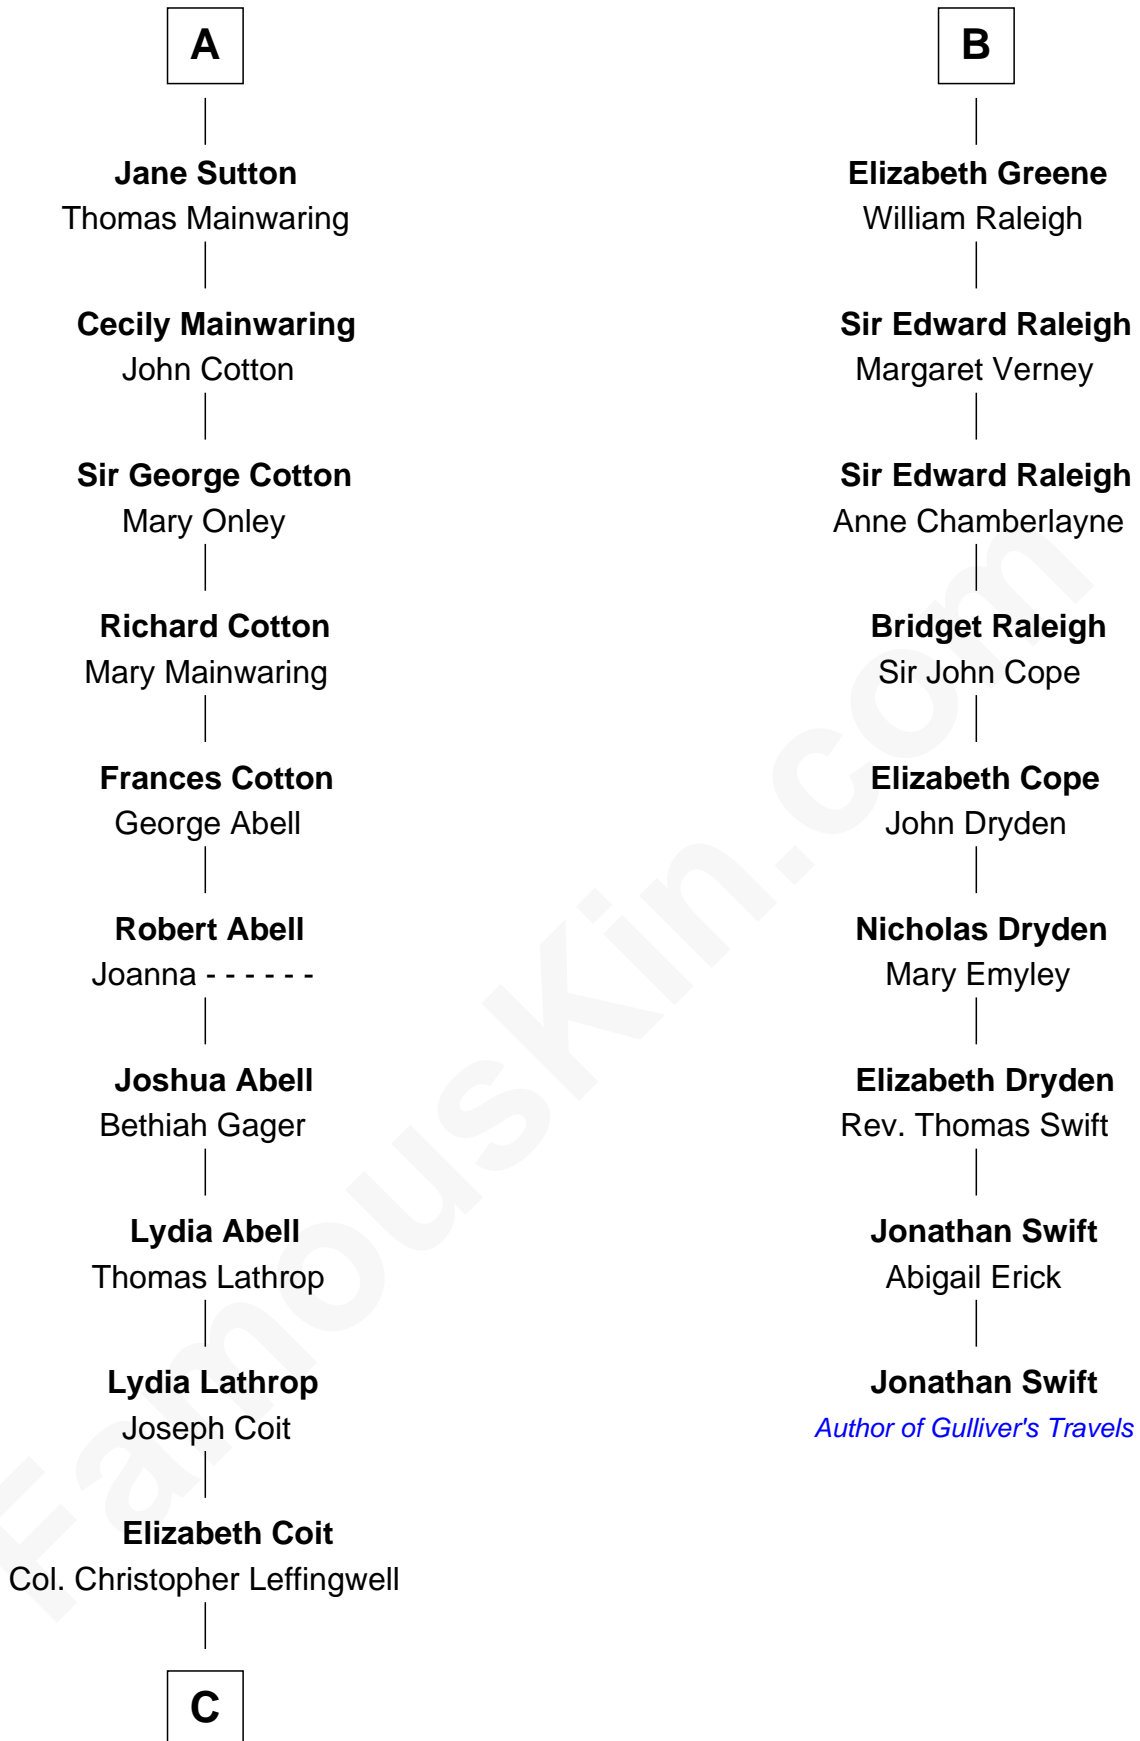 A
Jane Sutton
Thomas Mainwaring
Cecily Mainwaring
John Cotton
Sir George Cotton
Mary Onley
Richard Cotton
Mary Mainwaring
Frances Cotton
George Abell
Robert Abell
Joanna - - - - - -
Joshua Abell
Bethiah Gager
Lydia Abell
Thomas Lathrop
Lydia Lathrop
Joseph Coit
Elizabeth Coit
Col. Christopher Leffingwell
C
B
Elizabeth Greene
William Raleigh
Sir Edward Raleigh
Margaret Verney
Sir Edward Raleigh
Anne Chamberlayne
Bridget Raleigh
Sir John Cope
Elizabeth Cope
John Dryden
Nicholas Dryden
Mary Emyley
Elizabeth Dryden
Rev. Thomas Swift
Jonathan Swift
Abigail Erick
Jonathan Swift
Author of Gulliver's Travels
FamousKin.com